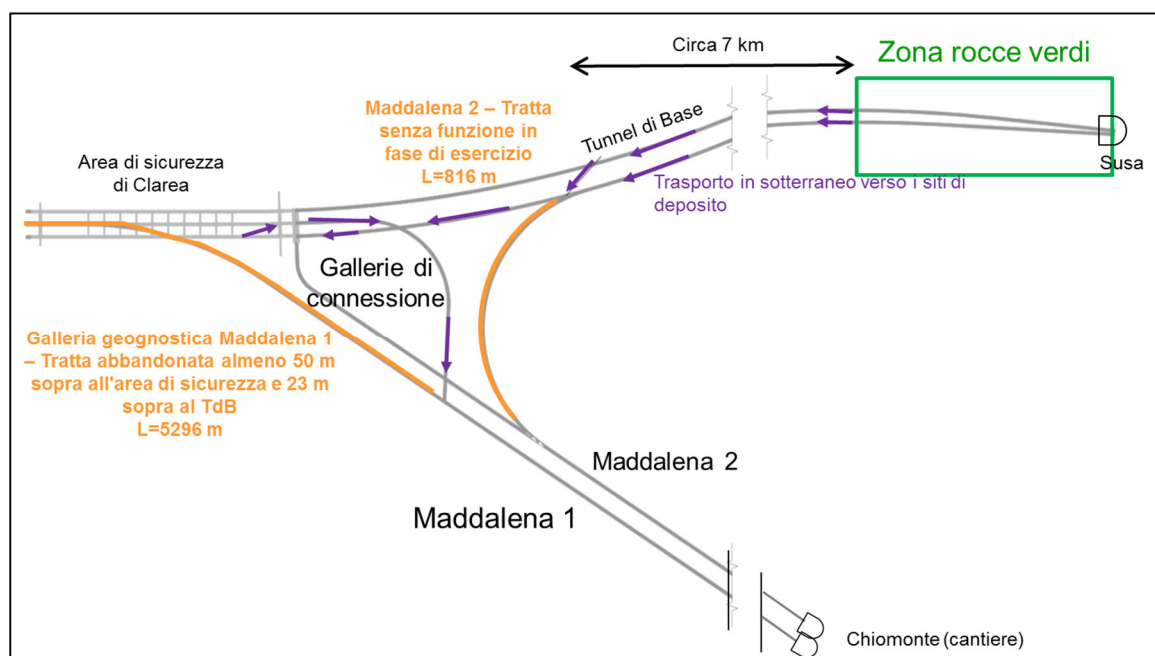 Circa 7 km
Zona rocce verdi
Maddalena 2 – Tratta
senza funzione in
fase di esercizio
L=816 m
Tunnel di Base
Susa
Area di sicurezza
di Clarea
Trasporto in sotterraneo verso i siti di
deposito
Gallerie di
connessione
Galleria geognostica Maddalena 1
– Tratta abbandonata almeno 50 m
sopra all'area di sicurezza e 23 m
sopra al TdB
L=5296 m
Maddalena 2
Maddalena 1
Chiomonte (cantiere)